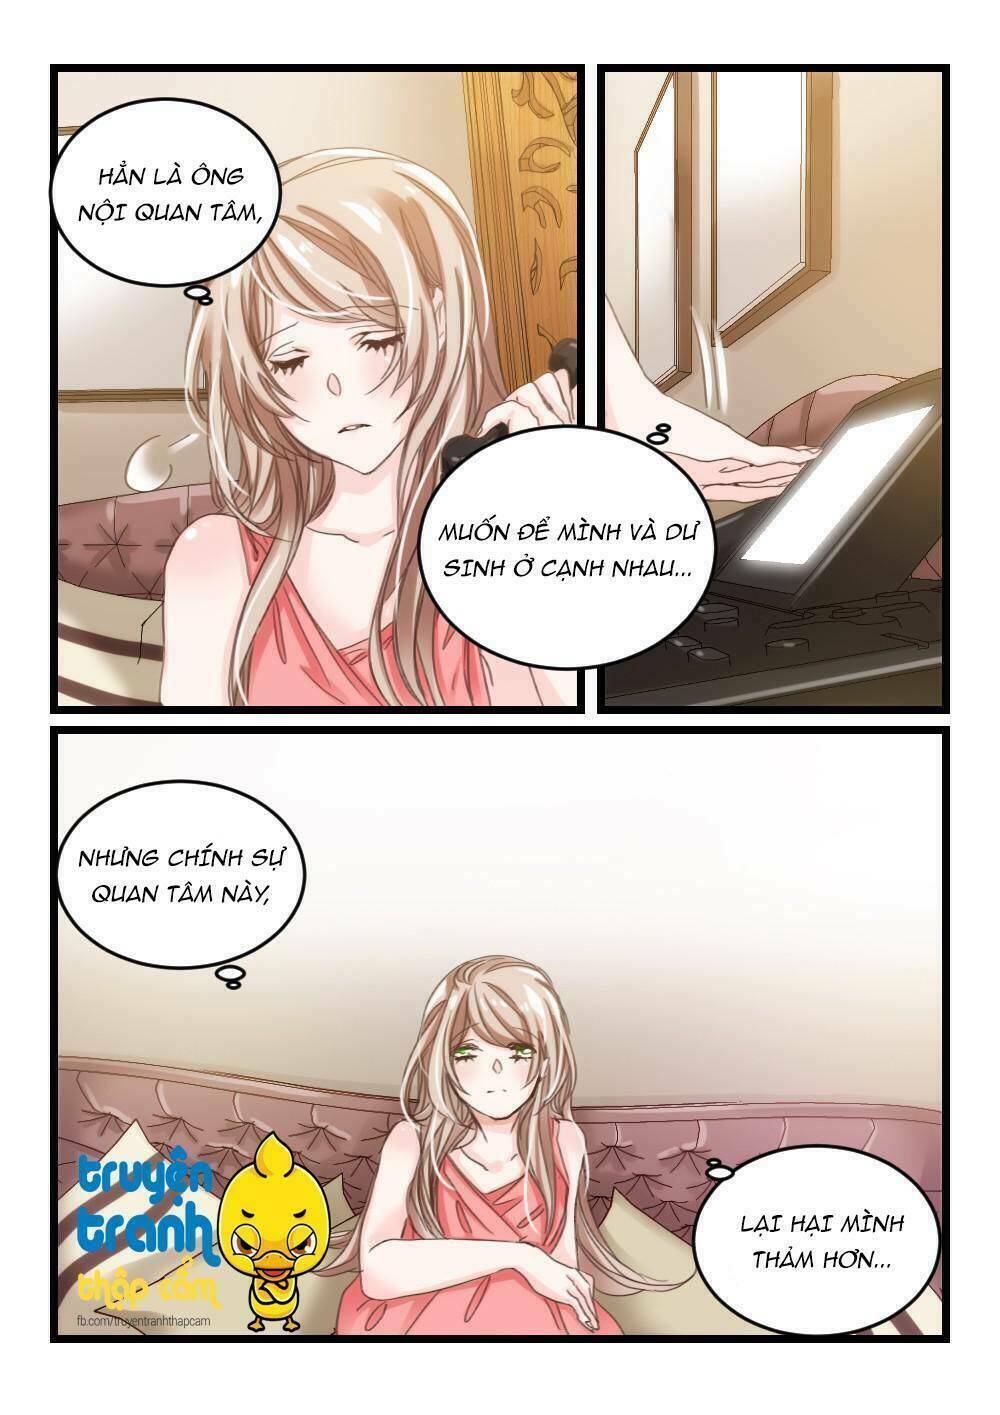 HẲN LÀ ÔNG
NỘI QUAN TÂM,
MUỐN ĐỂ MÌNH VÀ DƯ
SINH Ở CẠNH NHAU...
NHƯNG CHÍNH SỰ
QUAN TÂM NÀY,
LẠI HẠI MÌNH
THẢM HƠN...
truyện
tranh
thập cẩm
fb.com/truyentranhthapcam